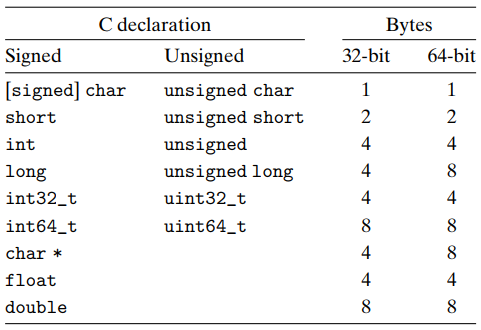 C declaration Bytes
Signed Unsigned 32-bit 64-bit
[signed] char unsigned char 1 1
short unsigned short 2 2
int unsigned 4 4
long unsigned long 4 8
int32_t uint32_t 4 4
int64_t uint64_t 8 8
char * 4 8
float 4 4
double 8 8